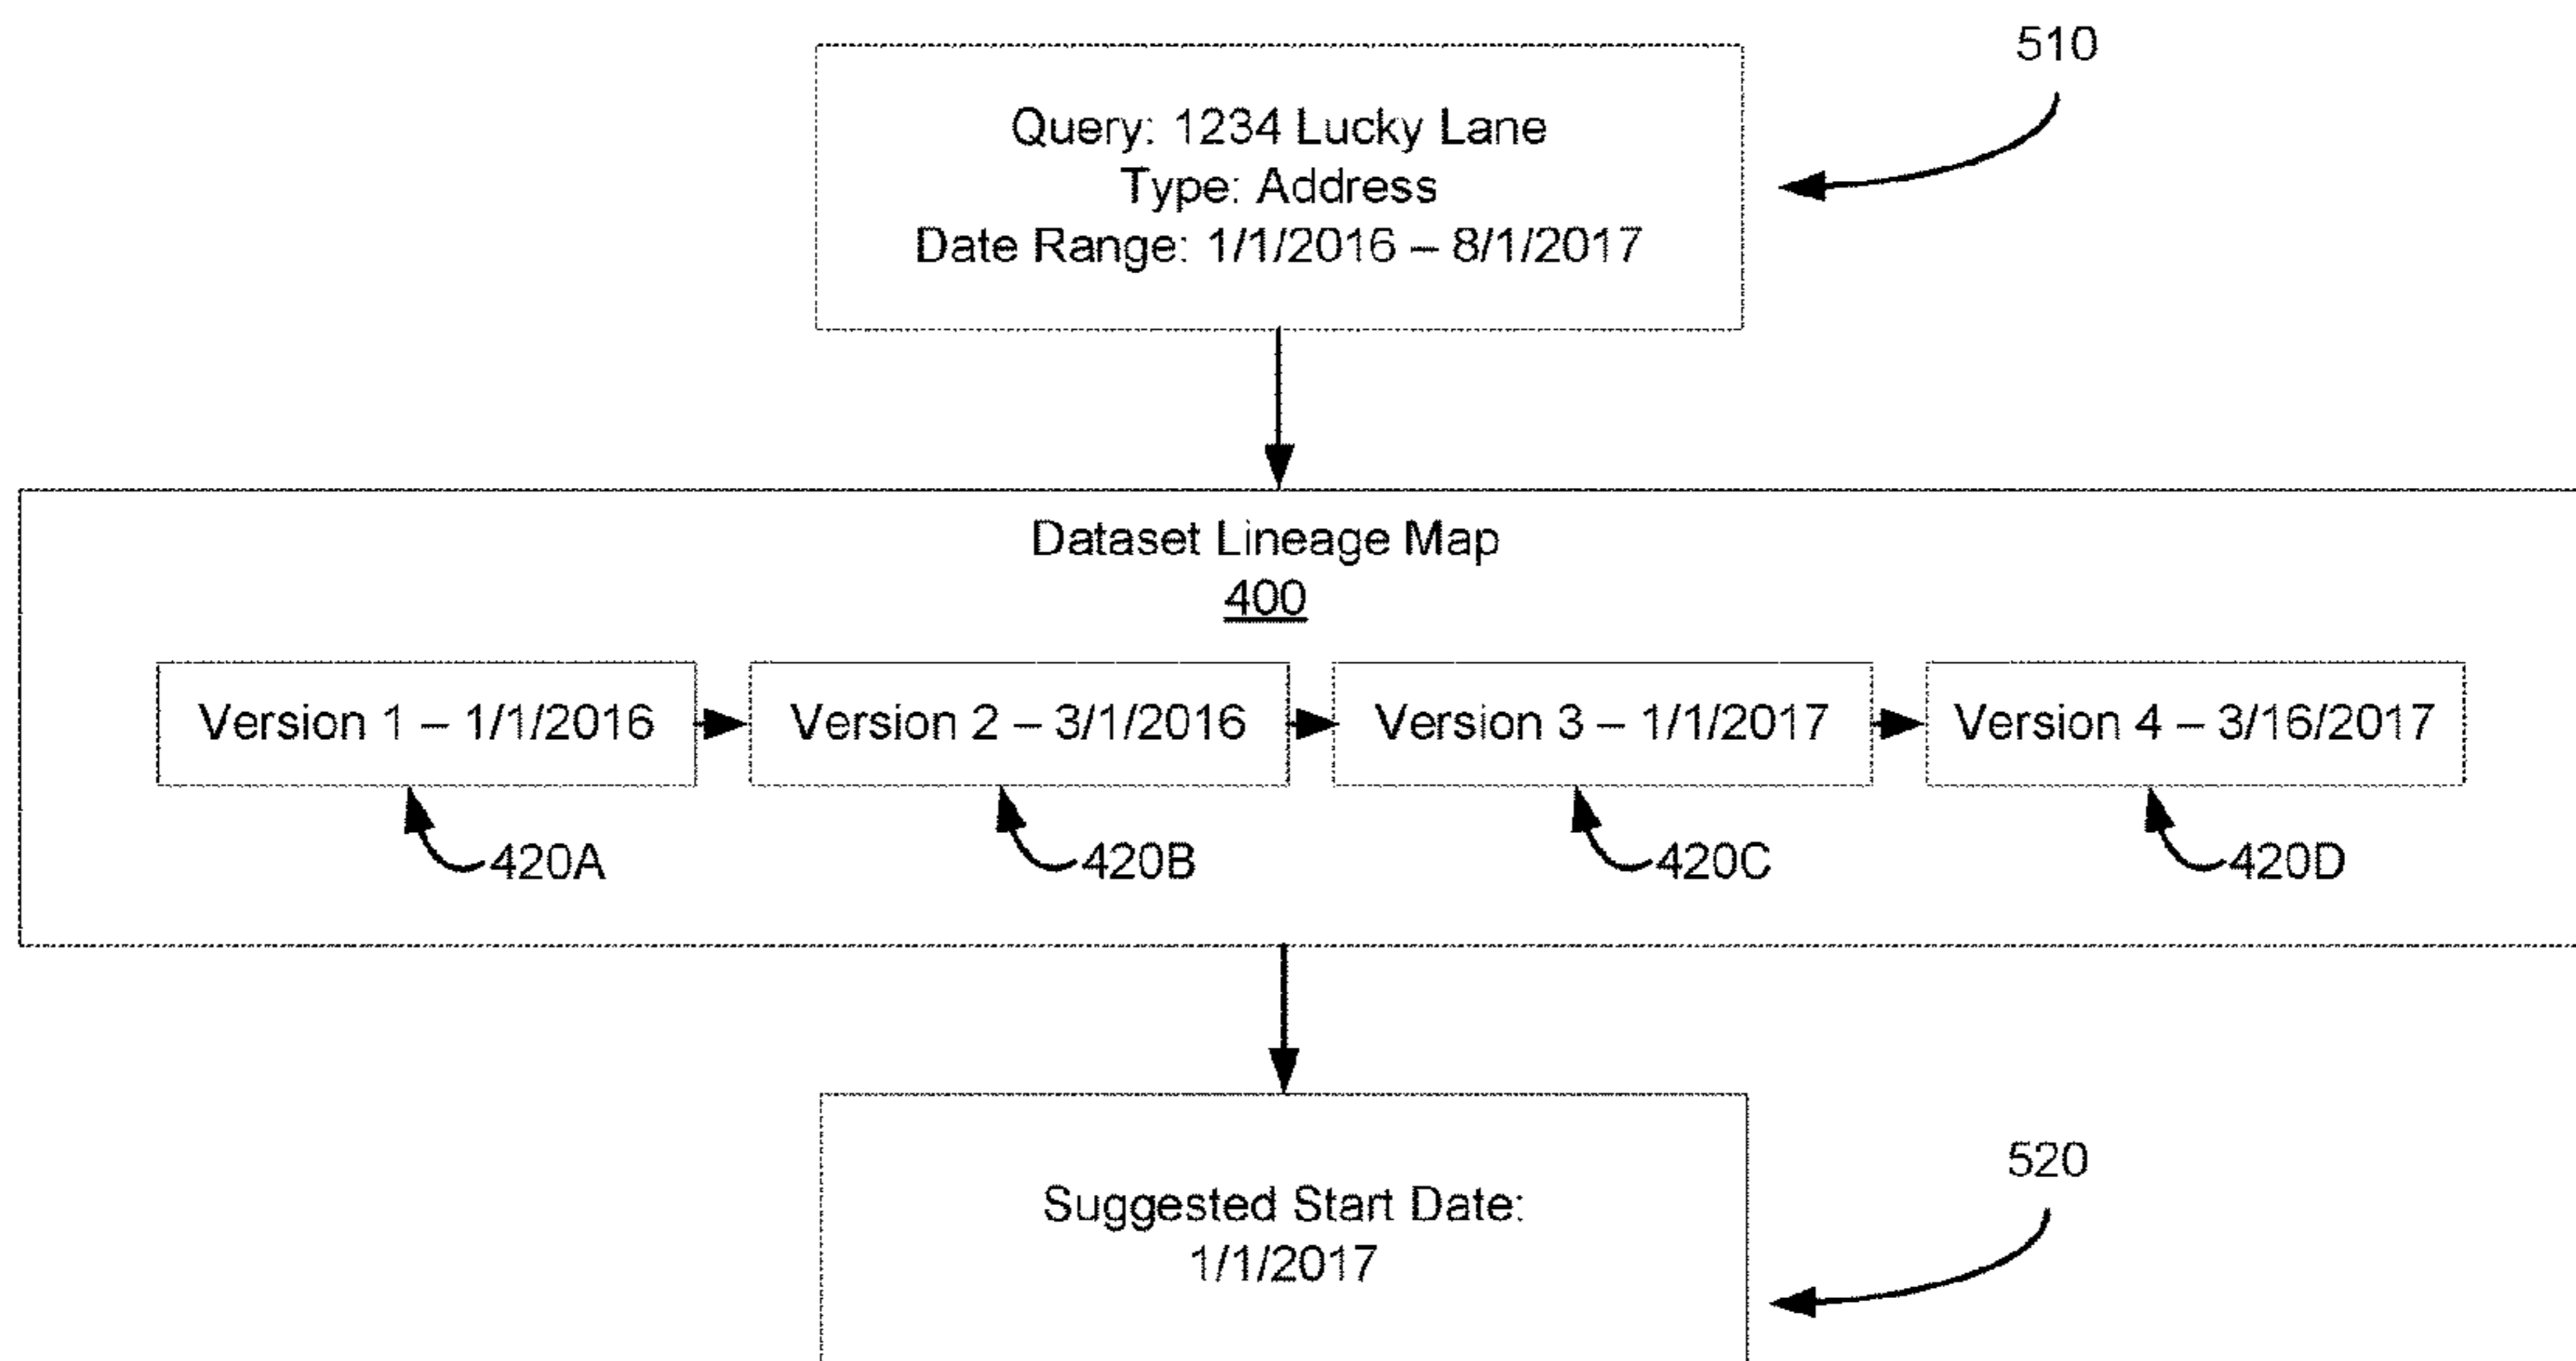 510
Query: 1234 Lucky Lane
Type: Address
Date Range: 1/1/2016 – 8/1/2017
Dataset Lineage Map
400
Version 1 – 1/1/2016
Version 2 – 3/1/2016
Version 3 – 1/1/2017
Version 4 – 3/16/2017
420A
420B
420C
420D
520
Suggested Start Date:
1/1/2017